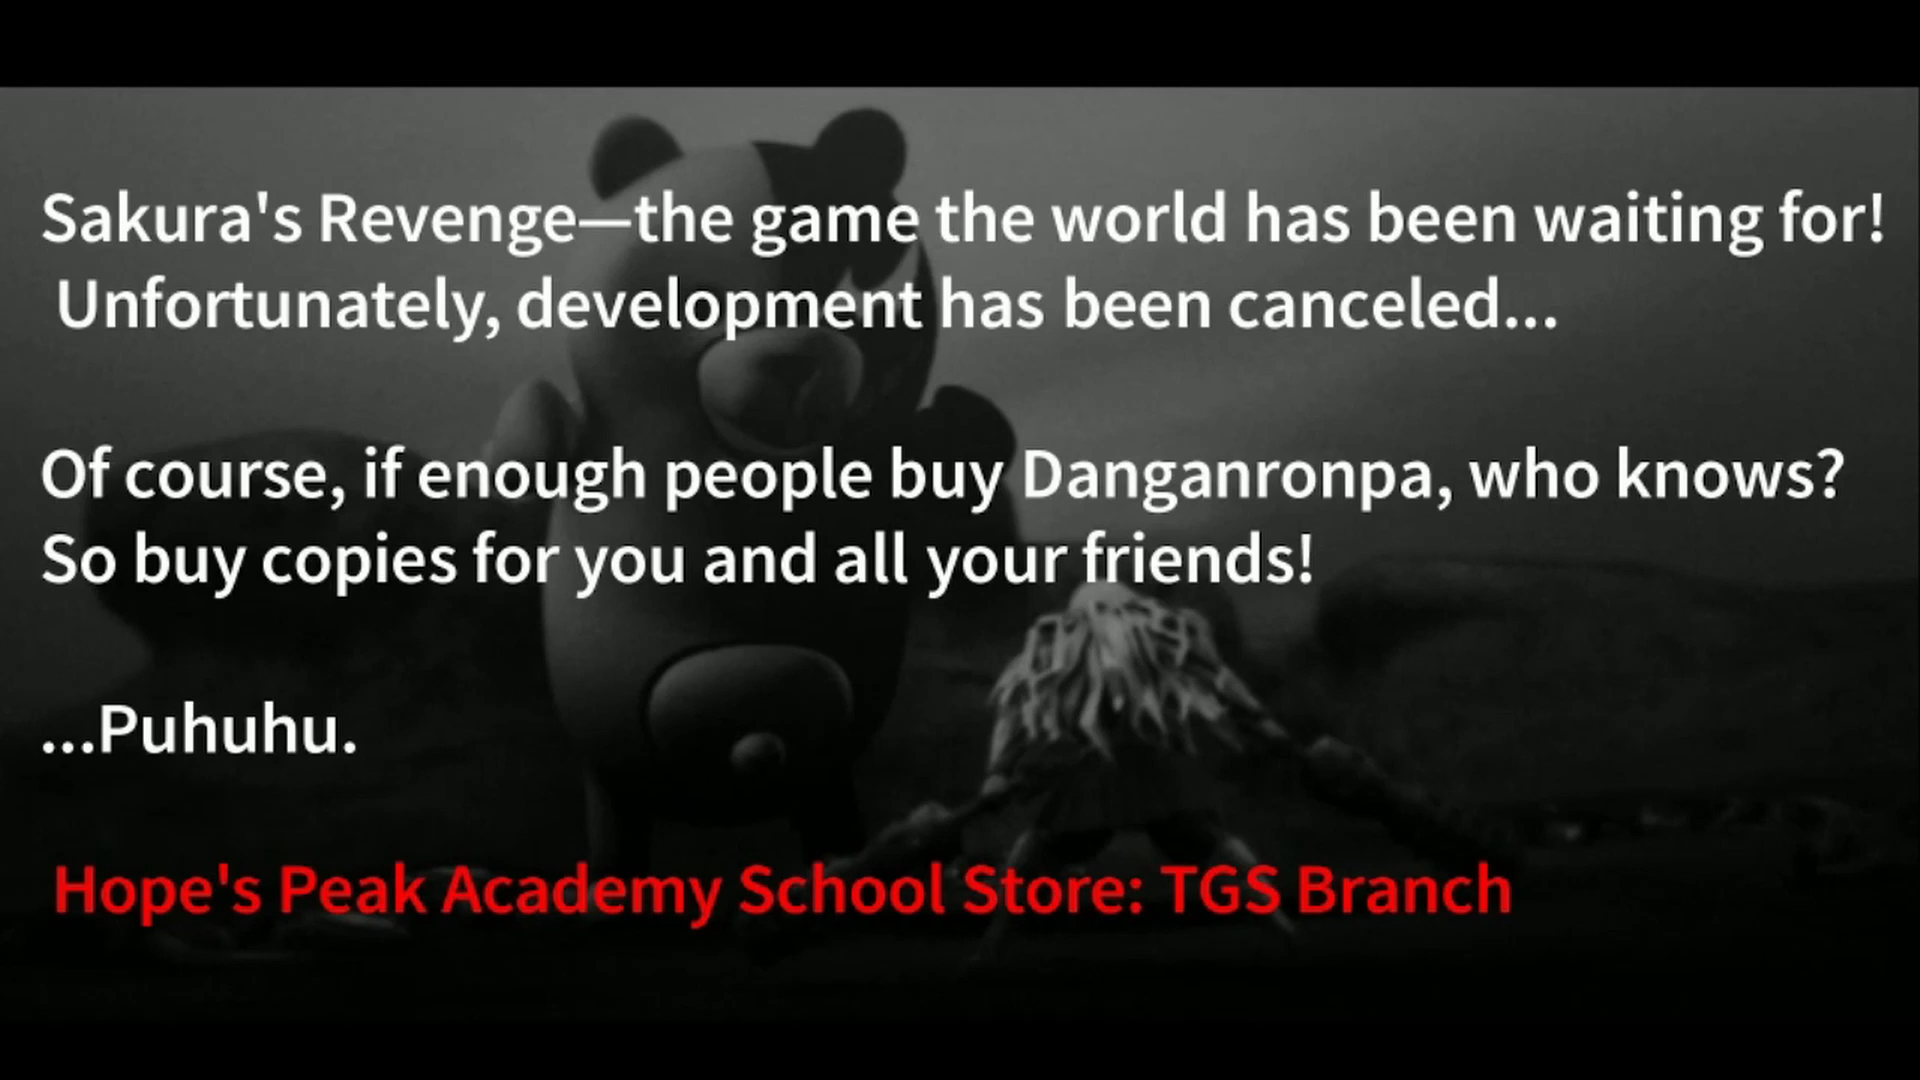 Sakura's Revenge—the game the world has been waiting for!
Unfortunately, development has been canceled...
Of course, if enough people buy Danganronpa, who knows?
So buy copies for you and all your friends!
...Puhuhu.
Hope's Peak Academy School Store: TGS Branch